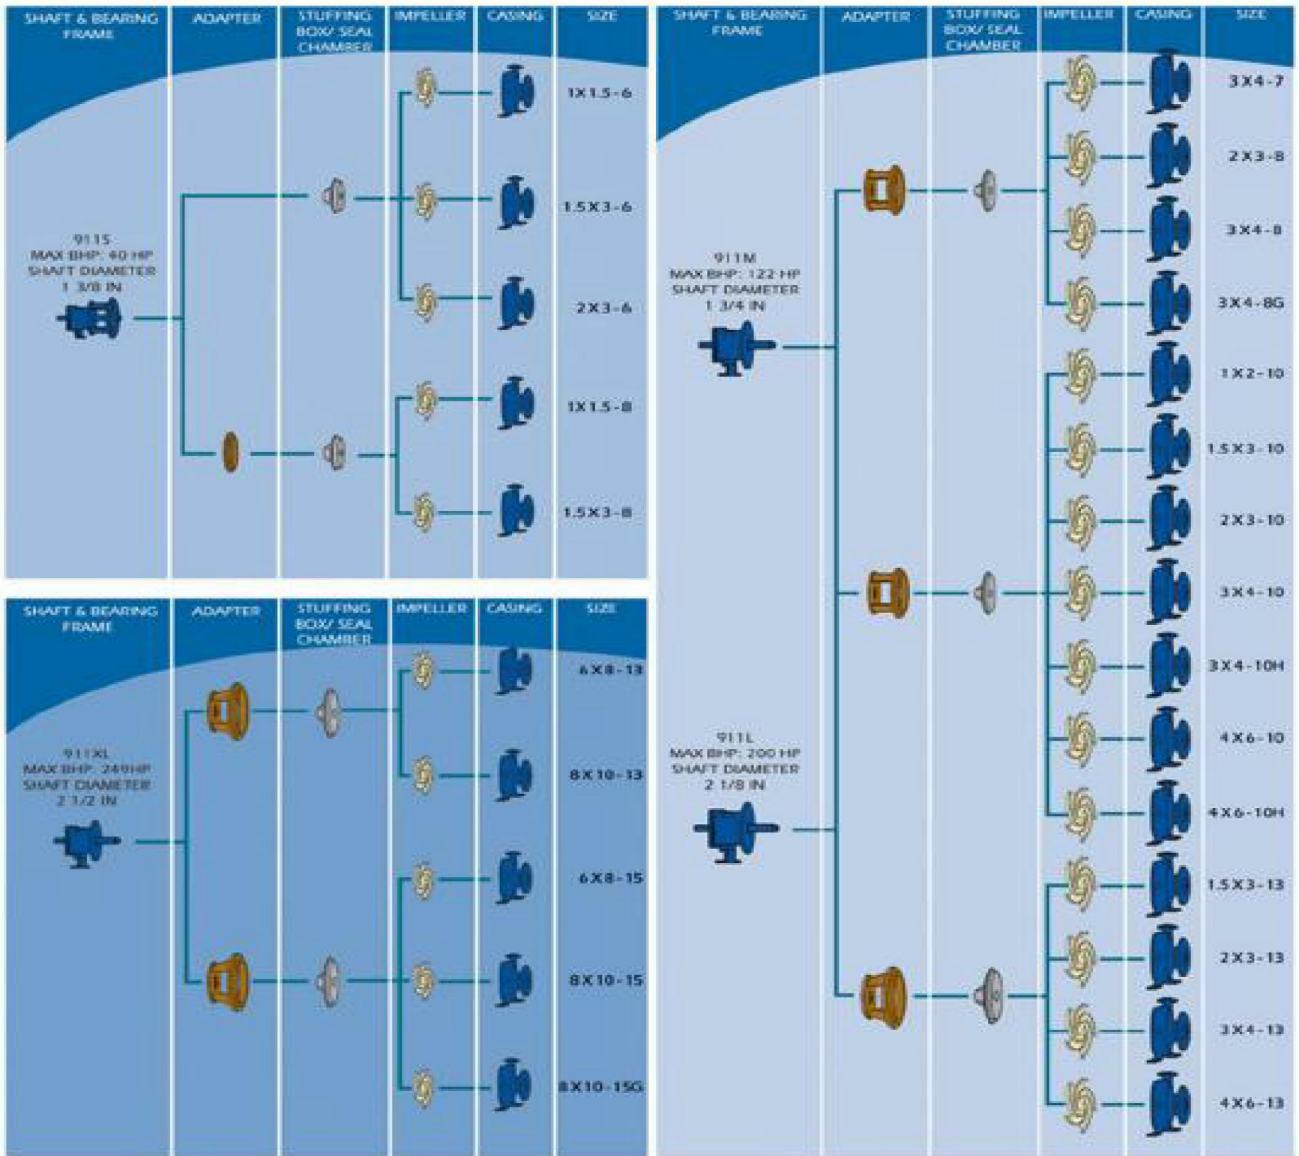 SHAFT & BEARING
FRAME
ADAPTER
STUFFING
BOX/ SEAL
CHAMBER
IMPELLER
CASING
SIZE
911S
MAX BHP: 40 HP
SHAFT DIAMETER
1 3/8 IN
1X1.5-6
1.5X3-6
2X3-6
1X1.5-8
1.5X3-8
SHAFT & BEARING
FRAME
ADAPTER
STUFFING
BOX/ SEAL
CHAMBER
IMPELLER
CASING
SIZE
911XL
MAX BHP: 249HP
SHAFT DIAMETER
2 1/2 IN
6X8-13
8X10-13
6X8-15
8X10-15
8X10-15G
SHAFT & BEARING
FRAME
ADAPTER
STUFFING
BOX/ SEAL
CHAMBER
IMPELLER
CASING
SIZE
911M
MAX BHP: 122 HP
SHAFT DIAMETER
1 3/4 IN
911L
MAX BHP: 200 HP
SHAFT DIAMETER
2 1/8 IN
3X4-7
2X3-8
3X4-8
3X4-8G
1X2-10
1.5X3-10
2X3-10
3X4-10
3X4-10H
4X6-10
4X6-10H
1.5X3-13
2X3-13
3X4-13
4X6-13